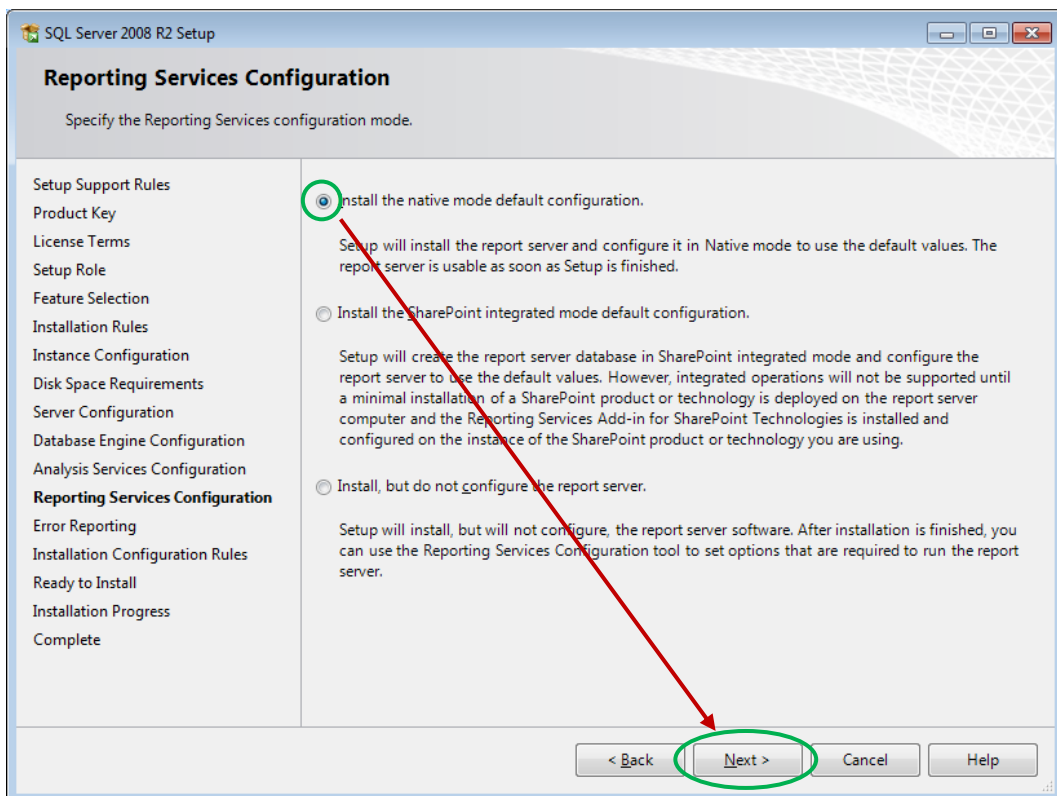 SQL Server 2008 R2 Setup
Reporting Services Configuration
Specify the Reporting Services configuration mode.
Setup Support Rules
Product Key
License Terms
Setup Role
Feature Selection
Installation Rules
Instance Configuration
Disk Space Requirements
Server Configuration
Database Engine Configuration
Analysis Services Configuration
Reporting Services Configuration
Error Reporting
Installation Configuration Rules
Ready to Install
Installation Progress
Complete
Install the native mode default configuration.
Setup will install the report server and configure it in Native mode to use the default values. The
report server is usable as soon as Setup is finished.
Install the SharePoint integrated mode default configuration.
Setup will create the report server database in SharePoint integrated mode and configure the
report server to use the default values. However, integrated operations will not be supported until
a minimal installation of a SharePoint product or technology is deployed on the report server
computer and the Reporting Services Add-in for SharePoint Technologies is installed and
configured on the instance of the SharePoint product or technology you are using.
Install, but do not configure the report server.
Setup will install, but will not configure, the report server software. After installation is finished, you
can use the Reporting Services Configuration tool to set options that are required to run the report
server.
< Back
Next >
Cancel
Help